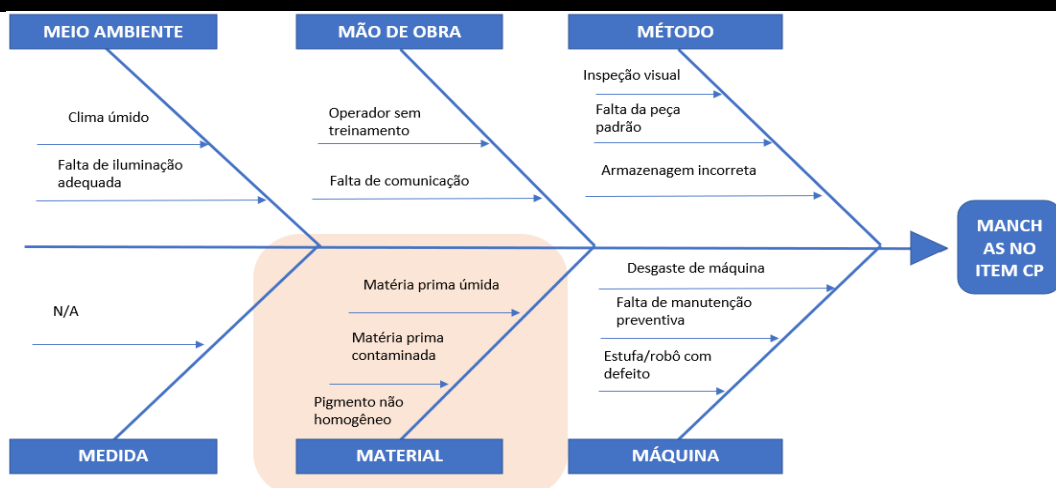 MEIO AMBIENTE
MÃO DE OBRA
MÉTODO
Clima úmido
Falta de iluminação
adequada
Operador sem
treinamento
Falta de comunicação
Inspeção visual
Falta da peça
padrão
Armazenagem incorreta
MANCH
AS NO
ITEM CP
N/A
Matéria prima úmida
Matéria prima
contaminada
Pigmento não
homogêneo
Desgaste de máquina
Falta de manutenção
preventiva
Estufa/robô com
defeito
MEDIDA
MATERIAL
MÁQUINA